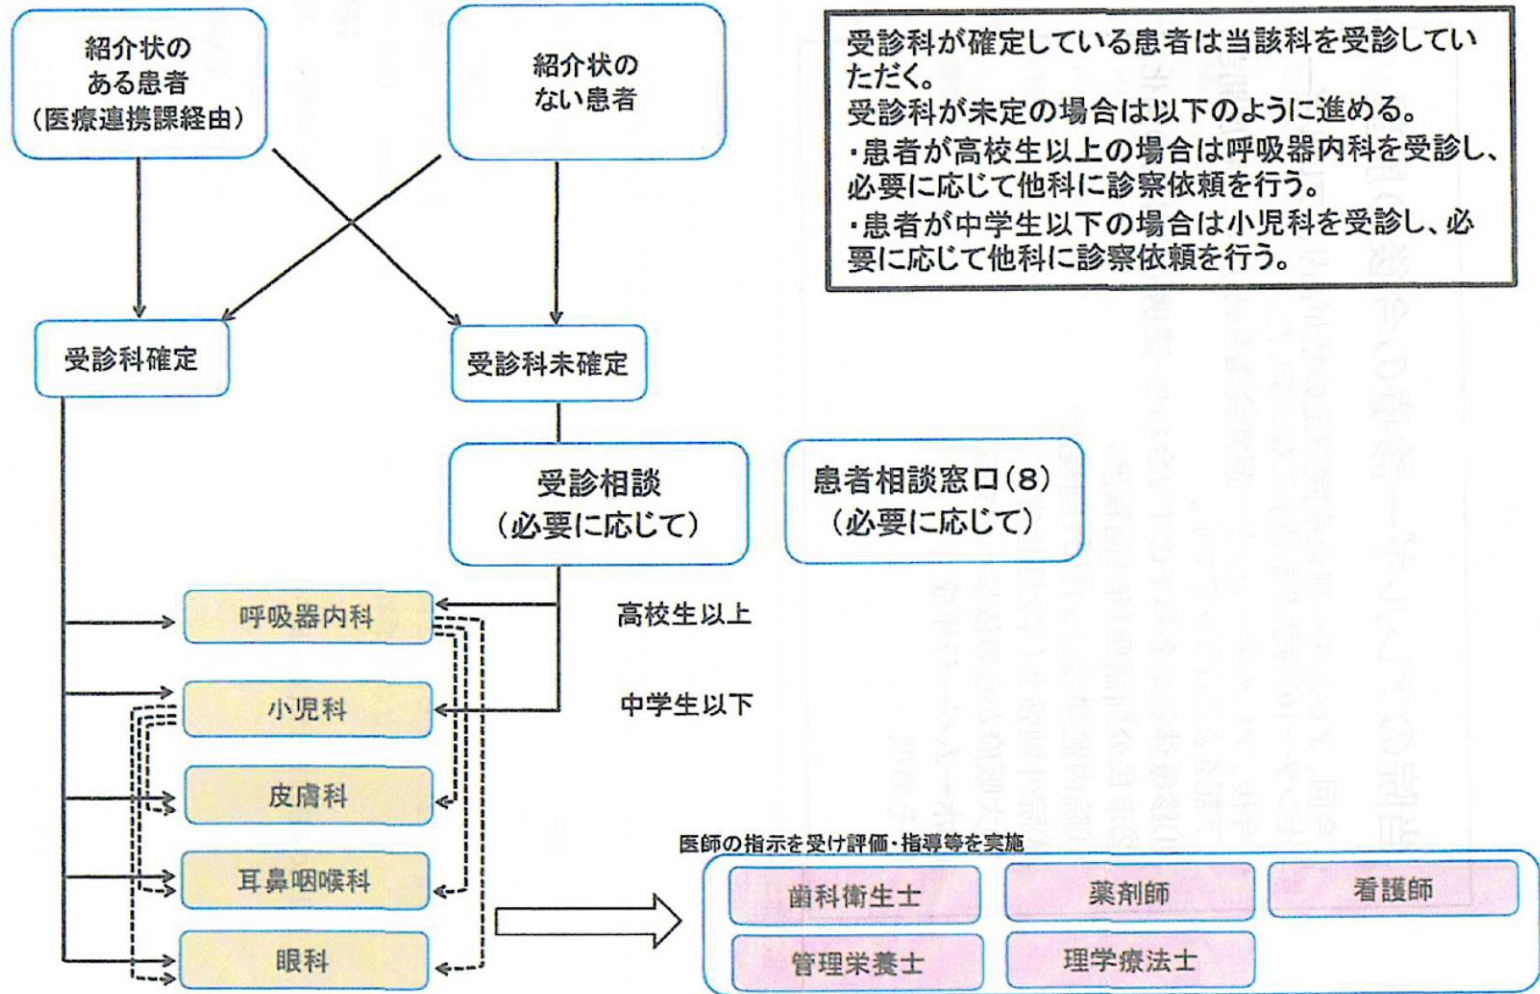 紹介状の
ある患者
(医療連携課経由)
紹介状の
ない患者
受診科が確定している患者は当該科を受診してい
ただく。
受診科が未定の場合は以下のように進める。
・患者が高校生以上の場合は呼吸器内科を受診し、
必要に応じて他科に診察依頼を行う。
・患者が中学生以下の場合は小児科を受診し、必
要に応じて他科に診察依頼を行う。
受診科確定
受診科未確定
受診相談
(必要に応じて)
患者相談窓口(8)
(必要に応じて)
呼吸器内科
高校生以上
小児科
中学生以下
皮膚科
耳鼻咽喉科
眼科
医師の指示を受け評価・指導等を実施
歯科衛生士
薬剤師
看護師
管理栄養士
理学療法士